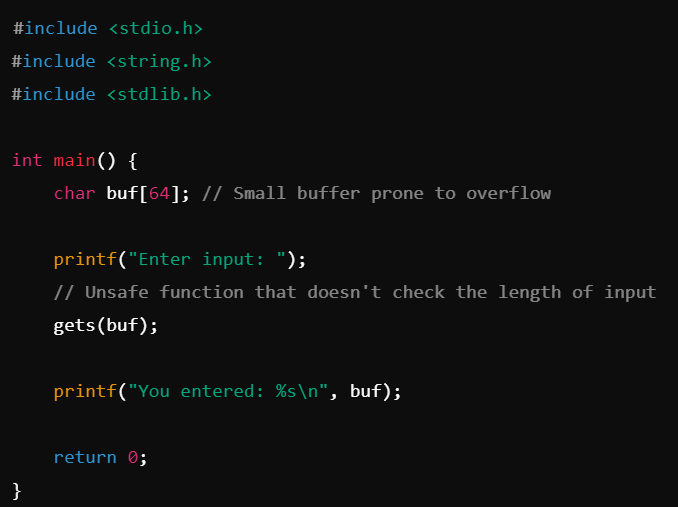 #include <stdio.h>
#include <string.h>
#include <stdlib.h>
int main() {
    char buf[64]; // Small buffer prone to overflow
    printf("Enter input: ");
    // Unsafe function that doesn't check the length of input
    gets(buf);
    printf("You entered: %s\n", buf);
    return 0;
}